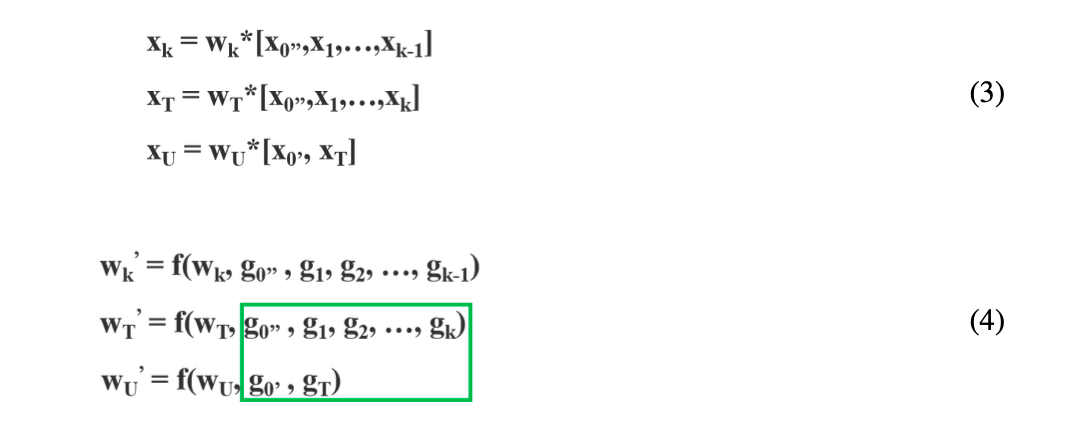 xk = wk*[x0”,x1,...,xk-1]
xT = wT*[x0”,x1,...,xk]
(3)
xU = wU*[x0’, xT]
wk’ = f(wk, g0” , g1, g2, ..., gk-1)
wT’ = f(wT, g0” , g1, g2, ..., gk)
(4)
wU’ = f(wU, g0’ , gT)